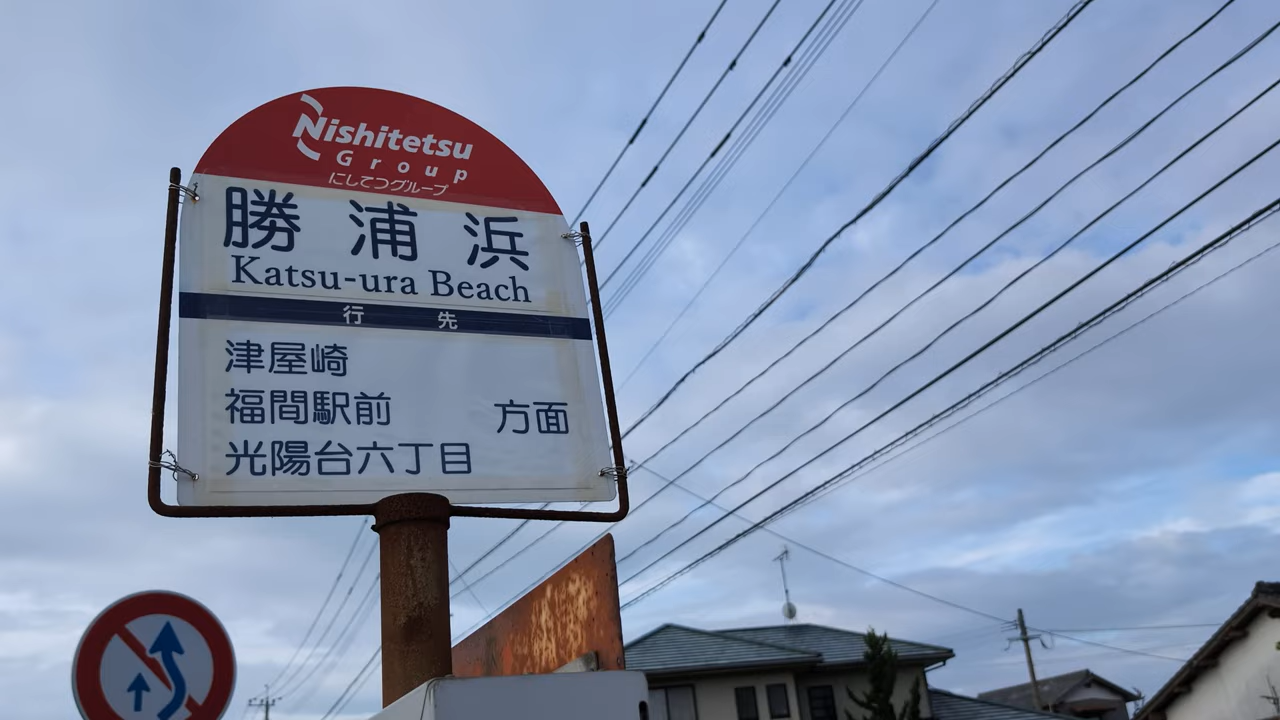 Nishitetsu
Group
にしてつグループ
勝浦浜
Katsu-ura Beach
行先
津屋崎
福間駅前 方面
光陽台六丁目